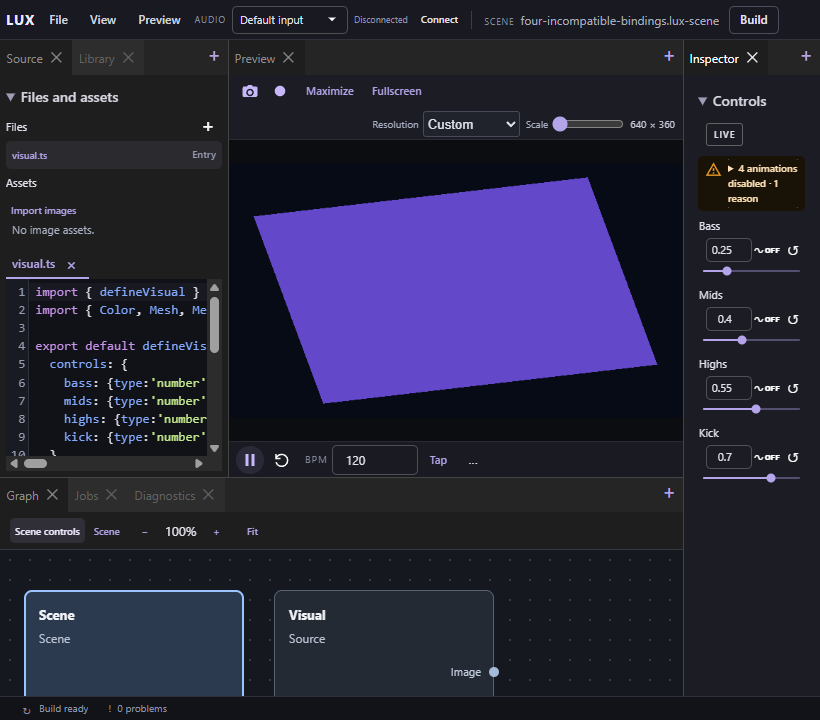 LUX File View Preview AUDIO Default input Disconnected Connect SCENE four-incompatible-bindings.lux-scene Build
Source Library +
Files and assets
Files +
visual.ts Entry
Assets
Import images
No image assets.
visual.ts ×
1 import { defineVisual }
2 import { Color, Mesh, Me
3
4 export default defineVis
5 controls: {
6 bass: {type:'number'
7 mids: {type:'number'
8 highs: {type:'number
9 kick: {type:'number'
10 }
Preview +
Maximize Fullscreen
Resolution Custom Scale 640 × 360
BPM 120 Tap ...
Inspector +
Controls
LIVE
4 animations
disabled · 1
reason
Bass
0.25 OFF
Mids
0.4 OFF
Highs
0.55 OFF
Kick
0.7 OFF
Graph Jobs Diagnostics +
Scene controls Scene − 100% + Fit
Scene
Scene
Visual
Source
Image
Build ready ! 0 problems